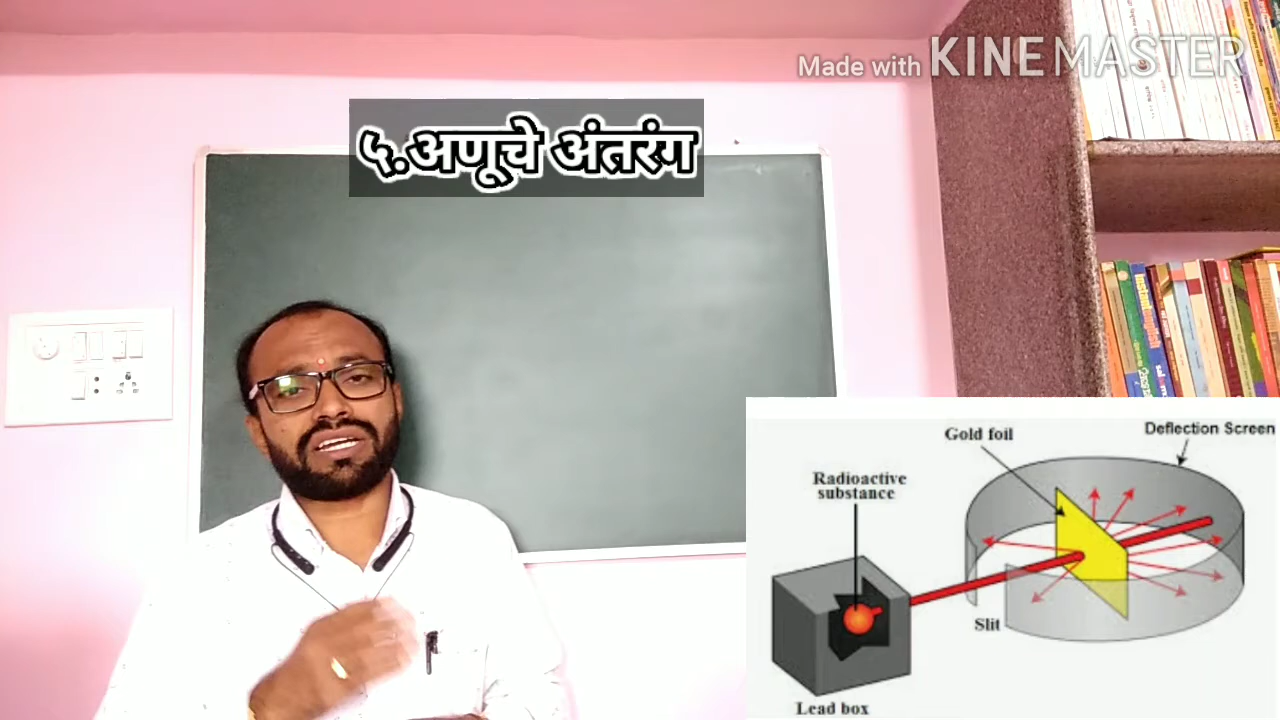 Made with KINEMASTER
५.अणूचे अंतरंग
Gold foil
Deflection Screen
Radioactive
substance
Slit
Lead box